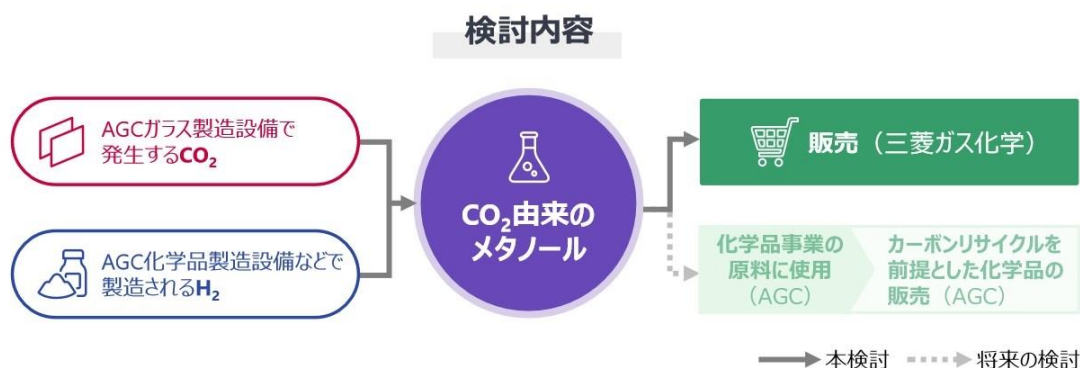 検討内容
AGCガラス製造設備で
発生するCO₂
AGC化学品製造設備などで
製造されるH₂
CO₂由来の
メタノール
販売（三菱ガス化学）
化学品事業の
原料に使用
（AGC）
カーボンリサイクルを
前提とした化学品の
販売（AGC）
本検討
将来の検討